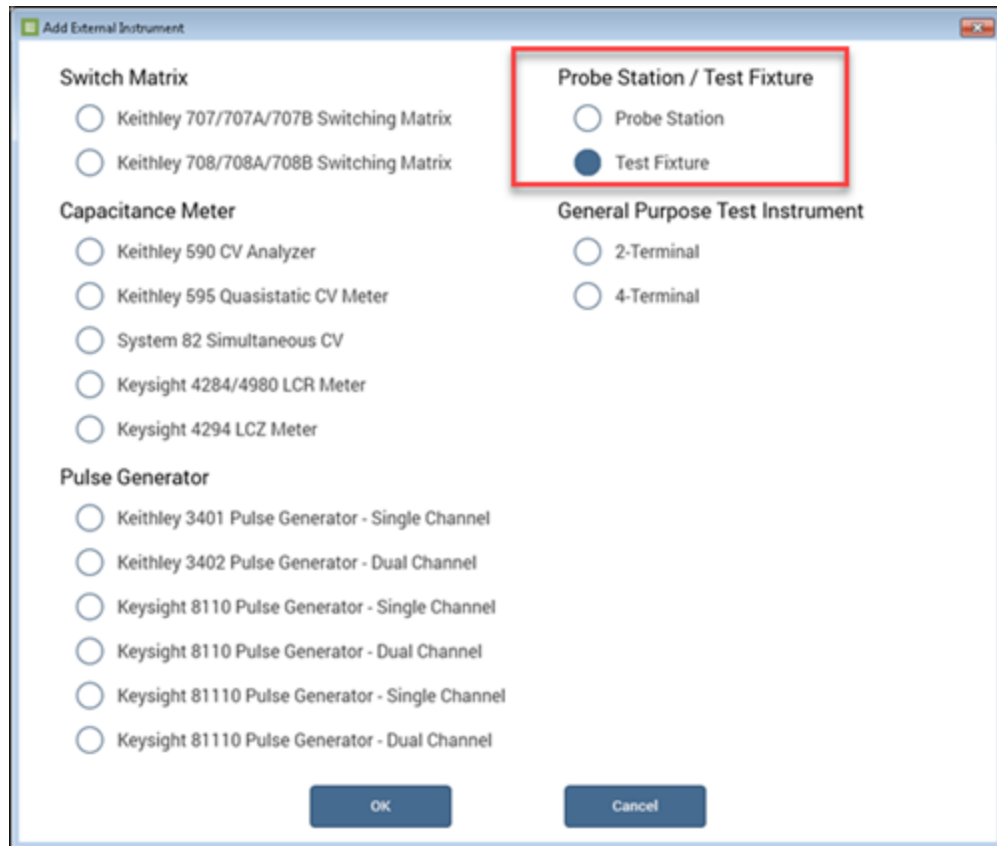 Add External Instrument
Switch Matrix
Keithley 707/707A/707B Switching Matrix
Keithley 708/708A/708B Switching Matrix
Capacitance Meter
Keithley 590 CV Analyzer
Keithley 595 Quasistatic CV Meter
System 82 Simultaneous CV
Keysight 4284/4980 LCR Meter
Keysight 4294 LCZ Meter
Pulse Generator
Keithley 3401 Pulse Generator - Single Channel
Keithley 3402 Pulse Generator - Dual Channel
Keysight 8110 Pulse Generator - Single Channel
Keysight 8110 Pulse Generator - Dual Channel
Keysight 81110 Pulse Generator - Single Channel
Keysight 81110 Pulse Generator - Dual Channel
Probe Station / Test Fixture
Probe Station
Test Fixture
General Purpose Test Instrument
2-Terminal
4-Terminal
OK
Cancel